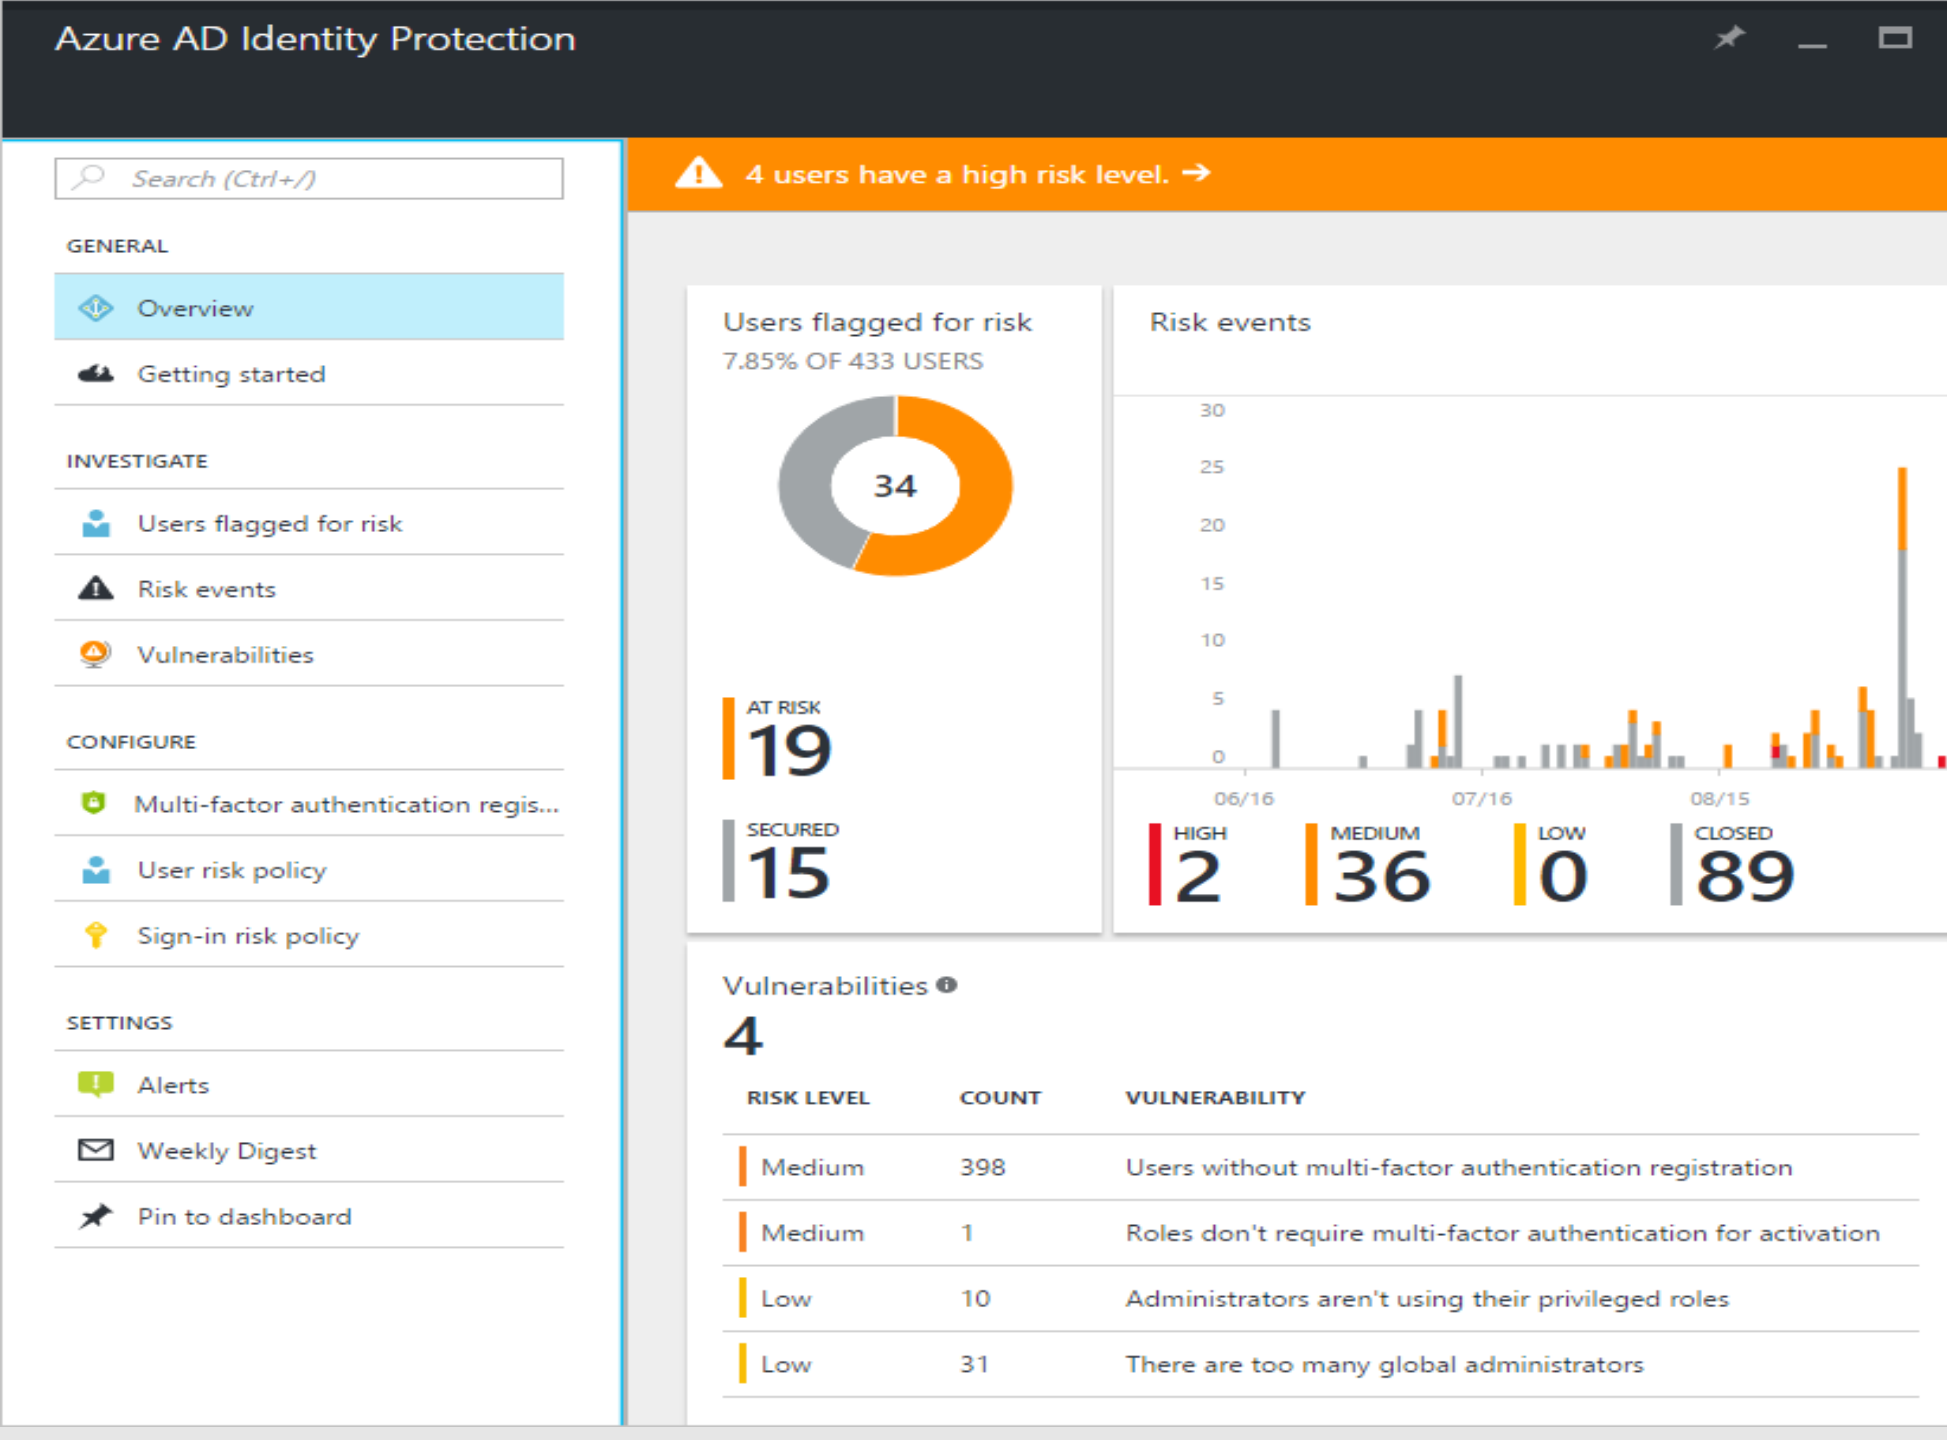 Azure AD Identity Protection
Search (Ctrl+/)
GENERAL
Overview
Getting started
INVESTIGATE
Users flagged for risk
Risk events
Vulnerabilities
CONFIGURE
Multi-factor authentication regis...
User risk policy
Sign-in risk policy
SETTINGS
Alerts
Weekly Digest
Pin to dashboard
4 users have a high risk level. →
Users flagged for risk
7.85% OF 433 USERS
34
AT RISK
19
SECURED
15
Risk events
30
25
20
15
10
5
0
06/16 07/16 08/15
HIGH MEDIUM LOW CLOSED
2 36 0 89
Vulnerabilities
4
RISK LEVEL COUNT VULNERABILITY
Medium 398 Users without multi-factor authentication registration
Medium 1 Roles don't require multi-factor authentication for activation
Low 10 Administrators aren't using their privileged roles
Low 31 There are too many global administrators